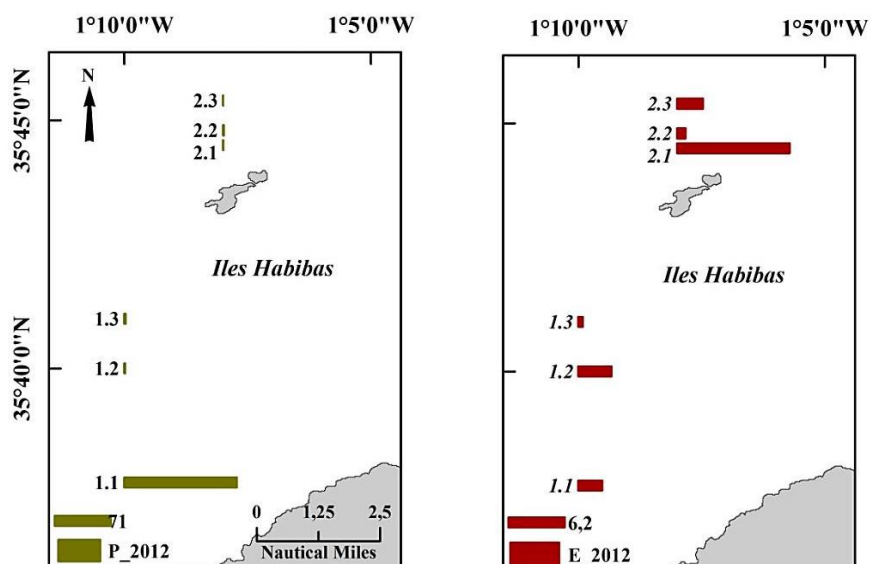 1°10'0"W 1°5'0"W
35°45'0"N
35°40'0"N
N
2.3
2.2
2.1
Iles Habibas
1.3
1.2
1.1
71
P_2012
0 1,25 2,5
Nautical Miles
1°10'0"W 1°5'0"W
2.3
2.2
2.1
Iles Habibas
1.3
1.2
1.1
6,2
E_2012